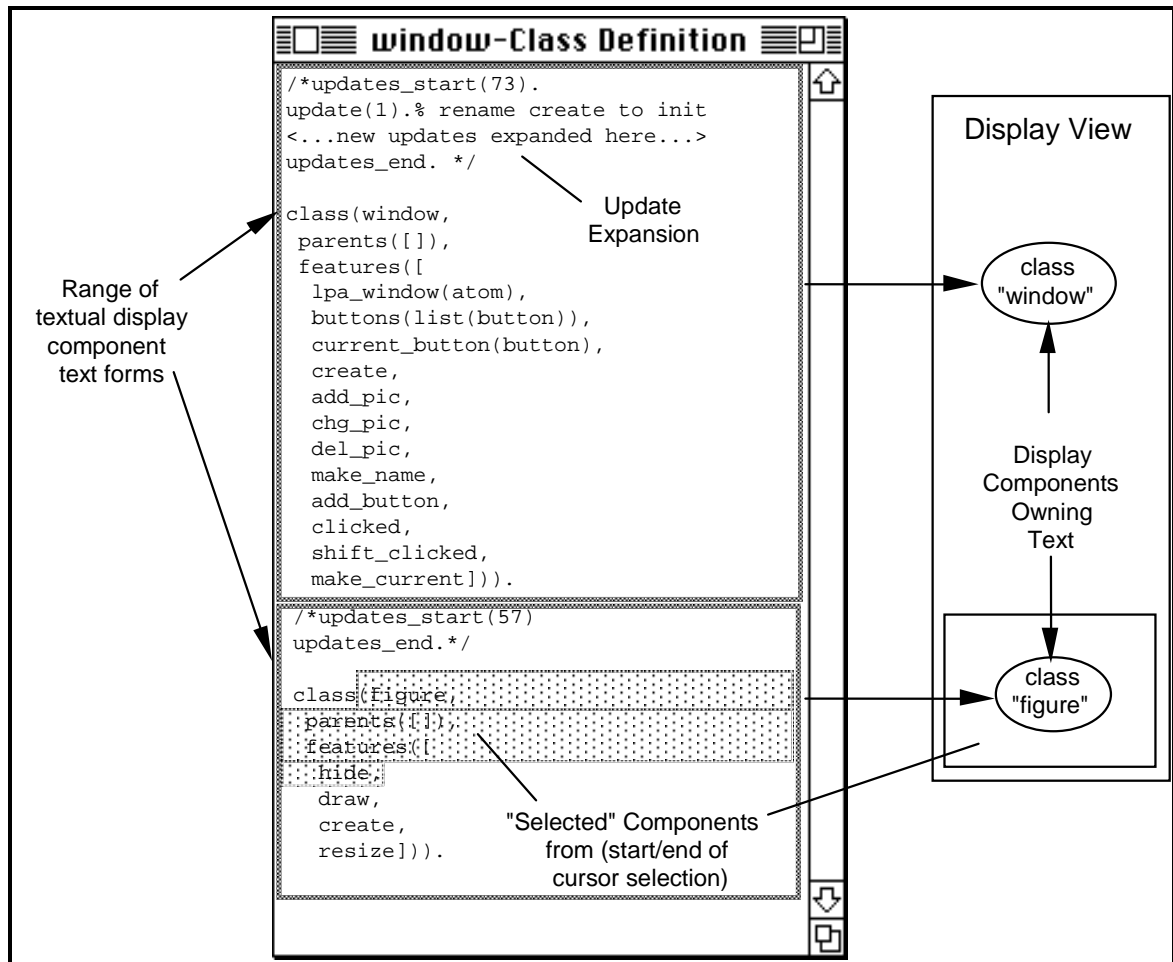 window-Class Definition
/*updates_start(73).
update(1).% rename create to init
<...new updates expanded here...>
updates_end. */
class(window,
parents([]),
features([
lpa_window(atom),
buttons(list(button)),
current_button(button),
create,
add_pic,
chg_pic,
del_pic,
make_name,
add_button,
clicked,
shift_clicked,
make_current])).
Update
Expansion
Range of
textual display
component
text forms
/*updates_start(57)
updates_end.*/
class(figure,
parents([]),
features([
hide,
draw,
create,
resize])).
"Selected" Components
from (start/end of
cursor selection)
Display View
class
"window"
Display
Components
Owning
Text
class
"figure"